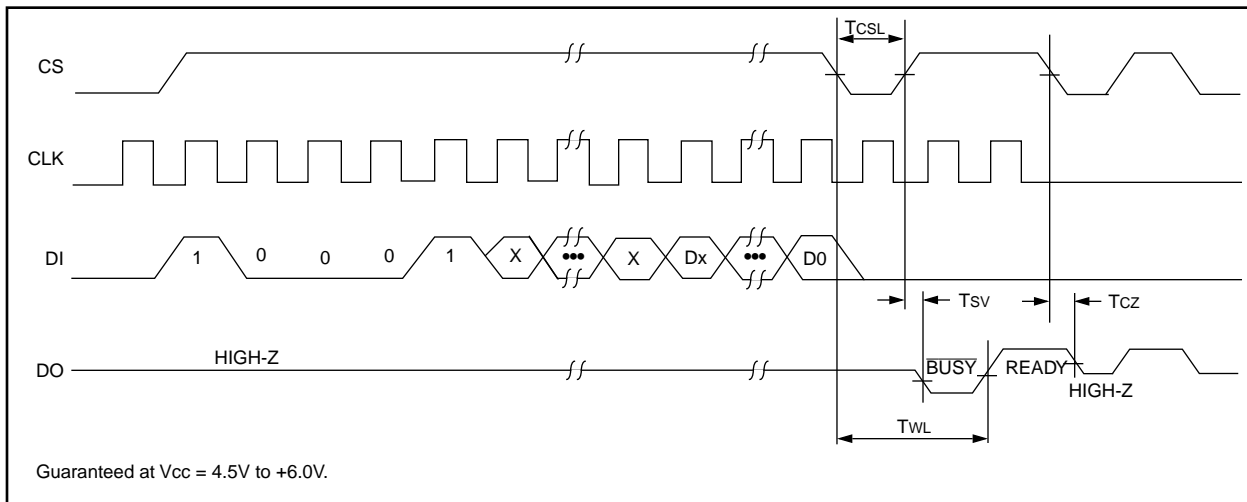 TCSL
CS
CLK
DI 1 0 0 0 1 X ••• X Dx ••• D0
TSV TCZ
HIGH-Z
DO BUSY READY
HIGH-Z
TWL
Guaranteed at Vcc = 4.5V to +6.0V.